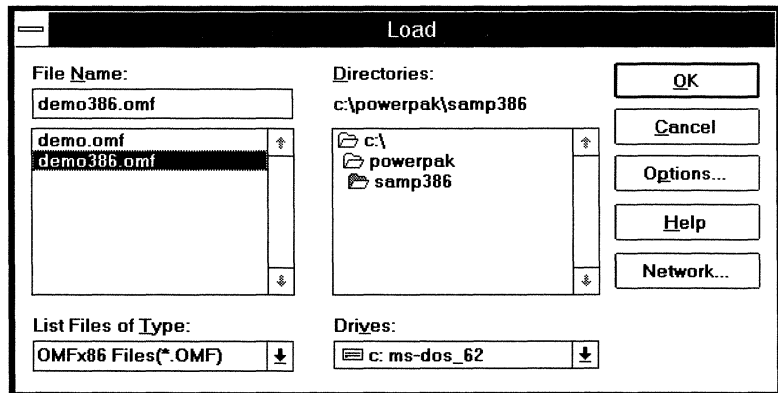 Load
File Name:
demo386.omf
demo.omf
demo386.omf
List Files of Type:
OMFx86 Files(*.OMF)
Directories:
c:\powerpak\samp386
c:\
powerpak
samp386
Drives:
c: ms-dos_62
OK
Cancel
Options...
Help
Network...